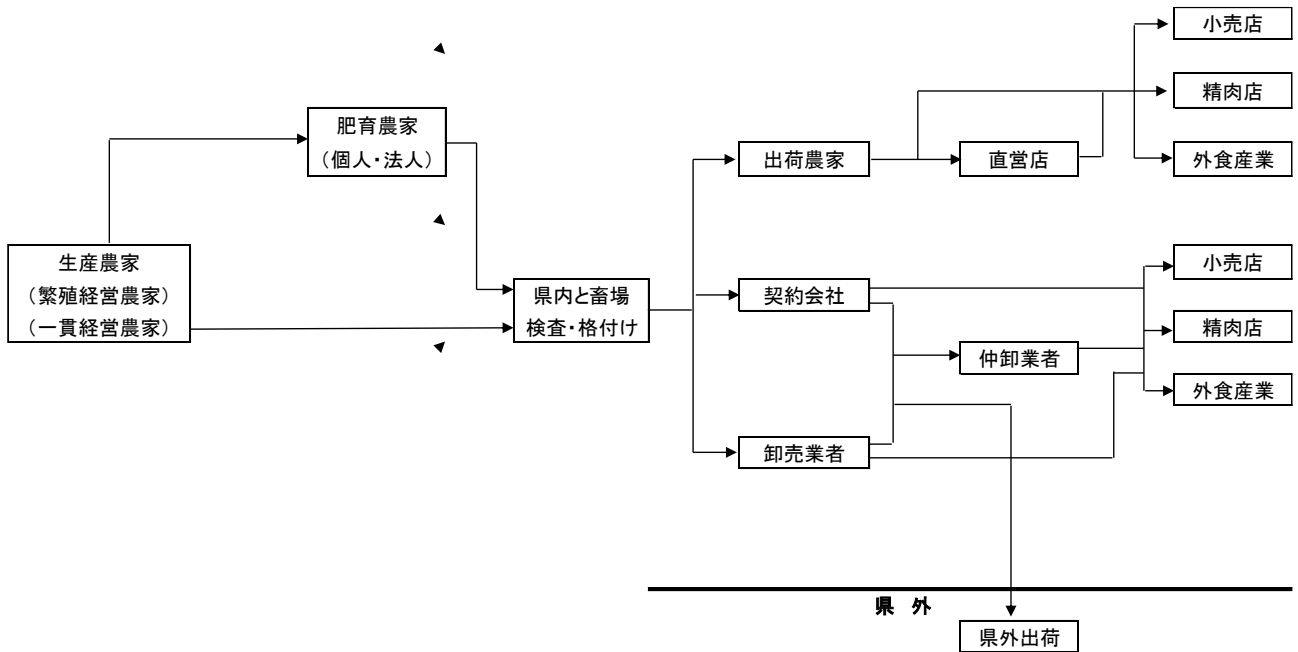 生産農家
(繁殖経営農家)
(一貫経営農家)
肥育農家
(個人・法人)
県内と畜場
検査・格付け
出荷農家
直営店
小売店
精肉店
外食産業
契約会社
仲卸業者
卸売業者
小売店
精肉店
外食産業
県 外
県外出荷